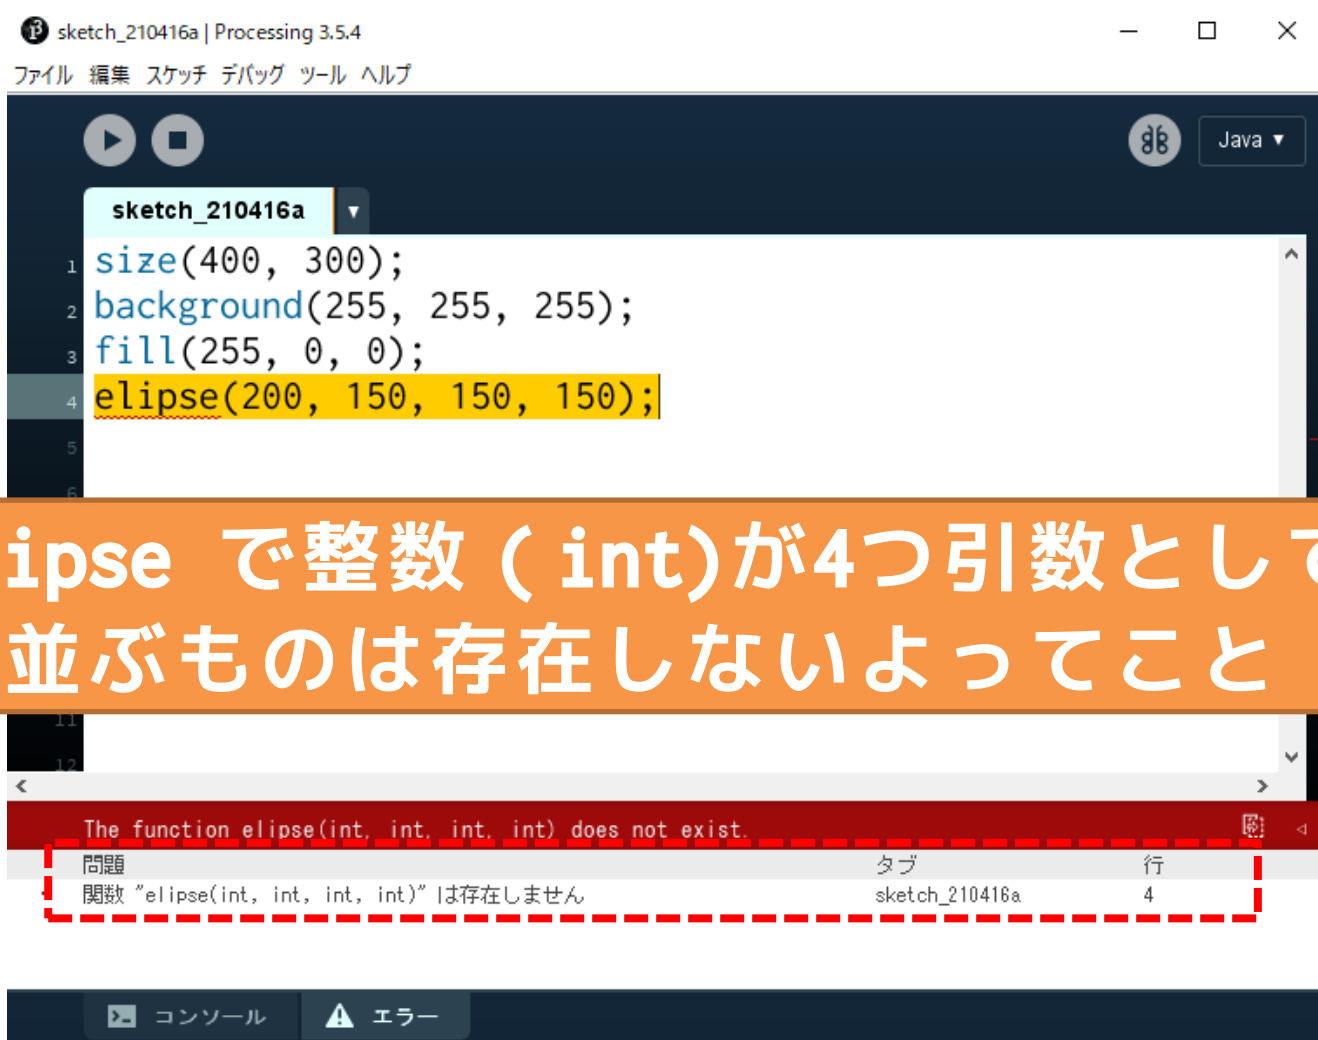 sketch_210416a | Processing 3.5.4
ファイル 編集 スケッチ デバッグ ツール ヘルプ
Java ▼
sketch_210416a ▼
1 size(400, 300);
2 background(255, 255, 255);
3 fill(255, 0, 0);
4 elipse(200, 150, 150, 150);
5
6
ipse で整数(int)が4つ引数として
並ぶものは存在しないよってこと
11
12
The function elipse(int, int, int, int) does not exist.
問題 タブ 行
関数 "elipse(int, int, int, int)" は存在しません sketch_210416a 4
コンソール エラー